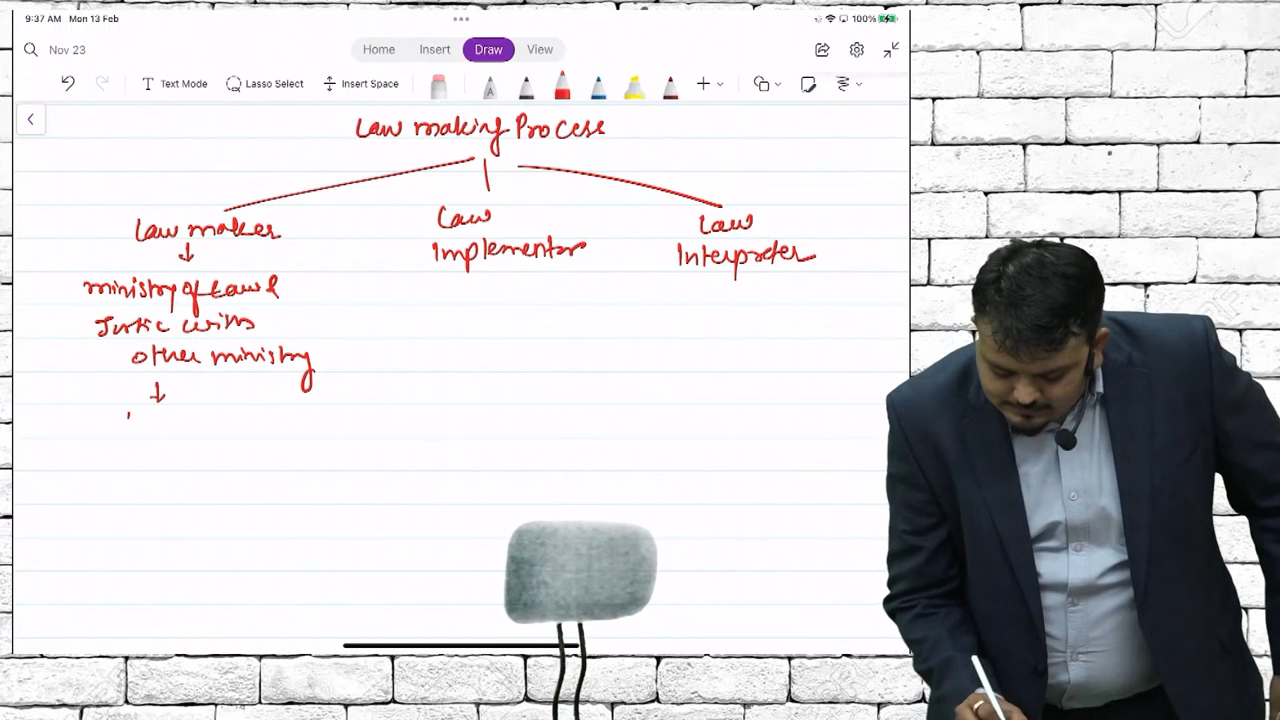 9:37 AM Mon 13 Feb
100%
Nov 23
Home Insert Draw View
Text Mode Lasso Select Insert Space
Law making Process
Law maker
Law
Implementor
Law
Interpreter
ministry of Law &
Justic with
other ministry